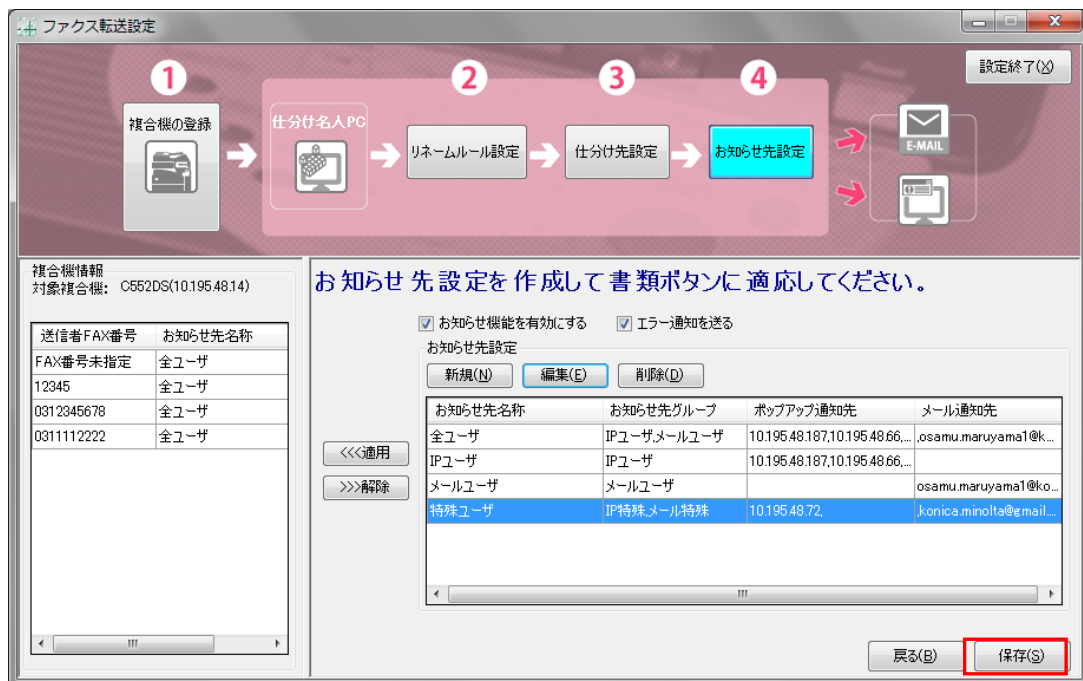 ファクス転送設定
設定終了(X)
1
2
3
4
複合機の登録
仕分け名人PC
リネームルール設定
仕分け先設定
お知らせ先設定
E-MAIL
複合機情報
対象複合機: C552DS(10.195.48.14)
送信者FAX番号 お知らせ先名称
FAX番号未指定 全ユーザ
12345 全ユーザ
0312345678 全ユーザ
0311112222 全ユーザ
お知らせ先設定を作成して書類ボタンに適応してください。
お知らせ機能を有効にする エラー通知を送る
お知らせ先設定
新規(N) 編集(E) 削除(D)
<<<適用
>>>解除
お知らせ先名称 お知らせ先グループ ポップアップ通知先 メール通知先
全ユーザ IPユーザ,メールユーザ 10.195.48.187,10.195.48.66,... ,osamu.maruyama1@k...
IPユーザ IPユーザ 10.195.48.187,10.195.48.66,...
メールユーザ メールユーザ osamu.maruyama1@ko...
特殊ユーザ IP特殊,メール特殊 10.195.48.72, ,konica.minolta@gmail....
戻る(B) 保存(S)